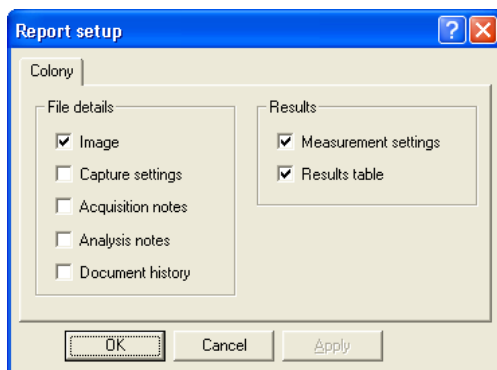 Report setup
Colony
File details
Image
Capture settings
Acquisition notes
Analysis notes
Document history
Results
Measurement settings
Results table
OK
Cancel
Apply